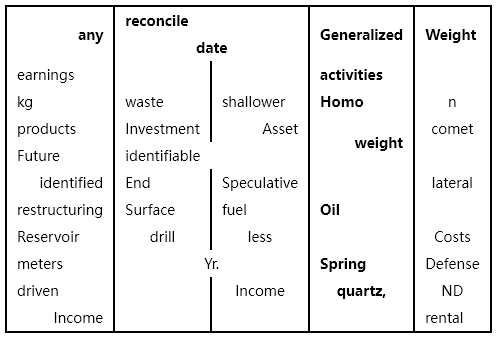 any reconcile Generalized Weight
date
earnings activities
kg waste shallower Homo n
products Investment Asset comet
weight
Future identifiable
identified End Speculative lateral
restructuring Surface fuel Oil
Reservoir drill less Costs
meters Yr. Spring Defense
driven Income quartz, ND
Income rental